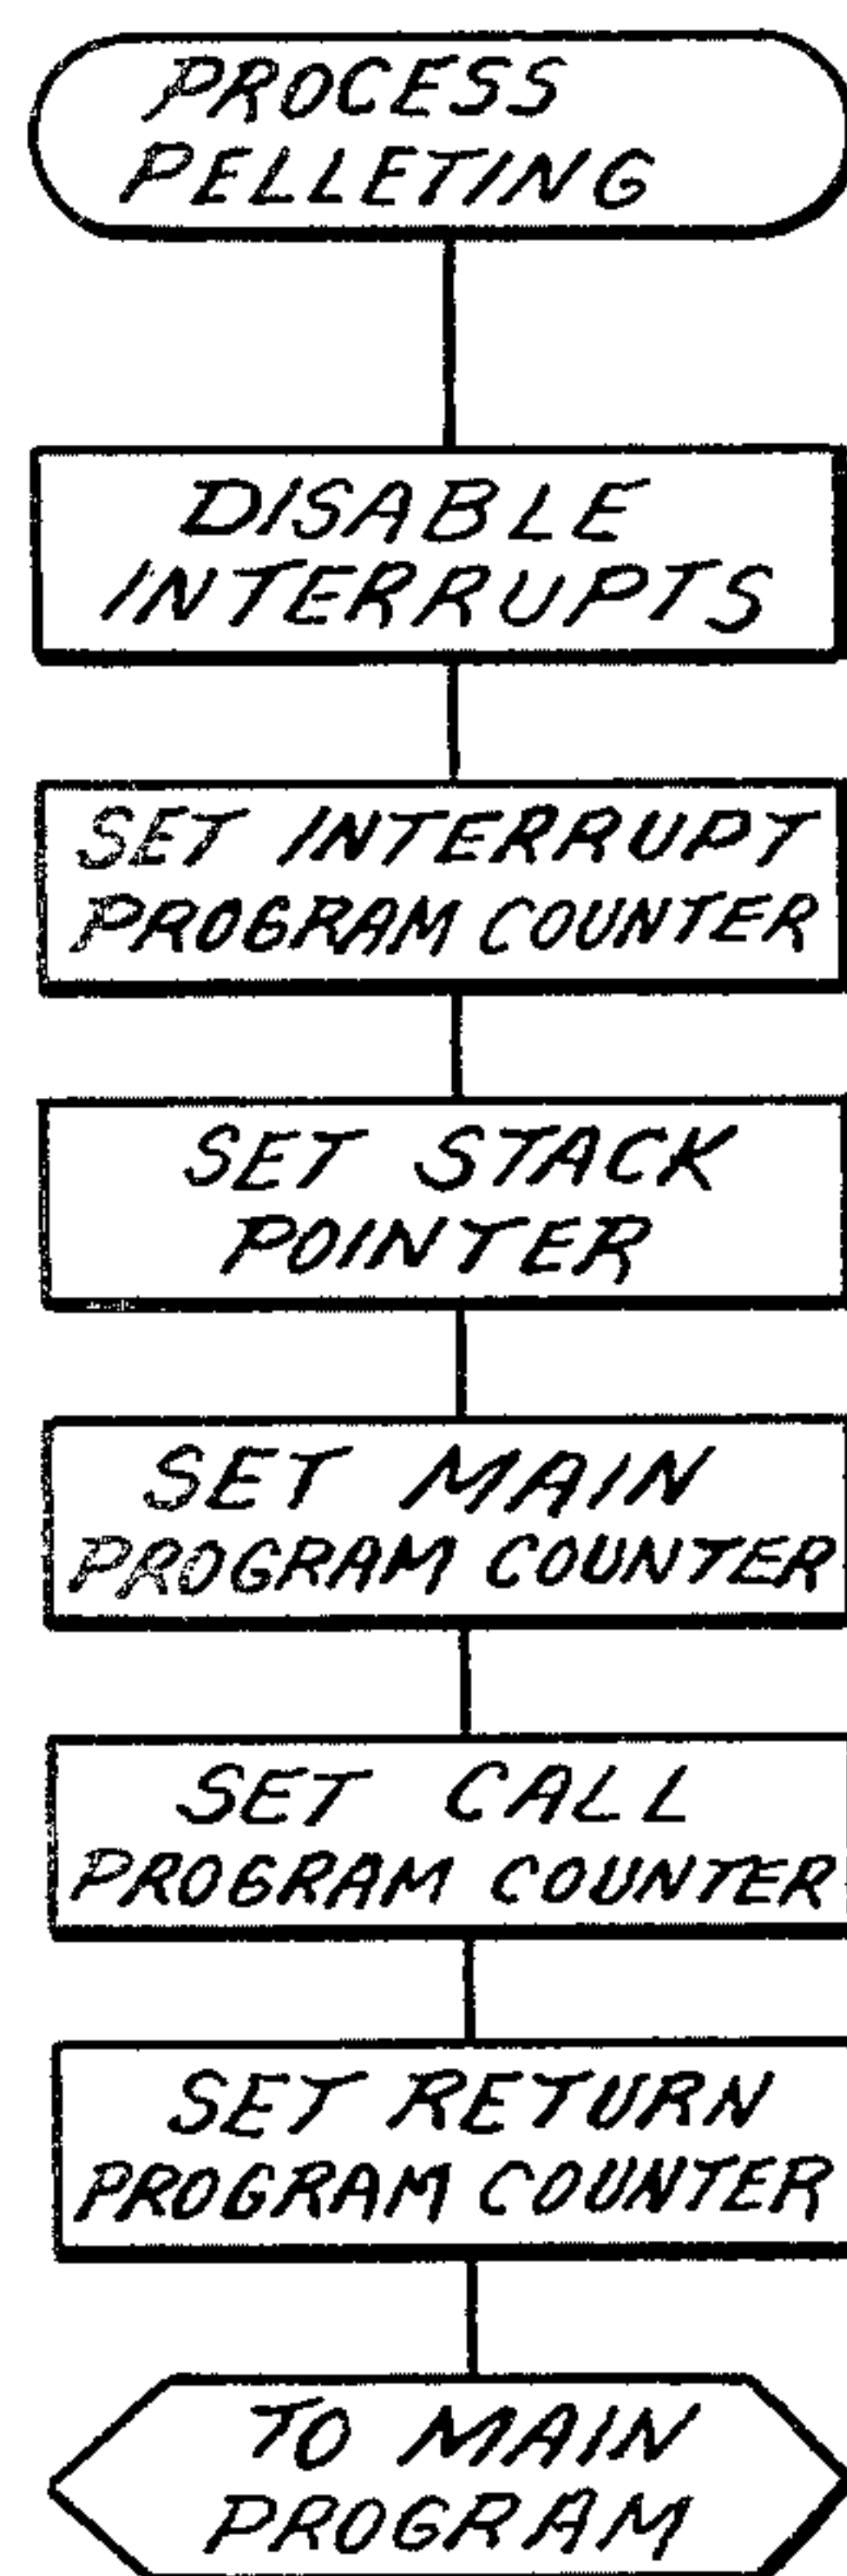 PROCESS
PELLETING
DISABLE
INTERRUPTS
SET INTERRUPT
PROGRAM COUNTER
SET STACK
POINTER
SET MAIN
PROGRAM COUNTER
SET CALL
PROGRAM COUNTER
SET RETURN
PROGRAM COUNTER
TO MAIN
PROGRAM